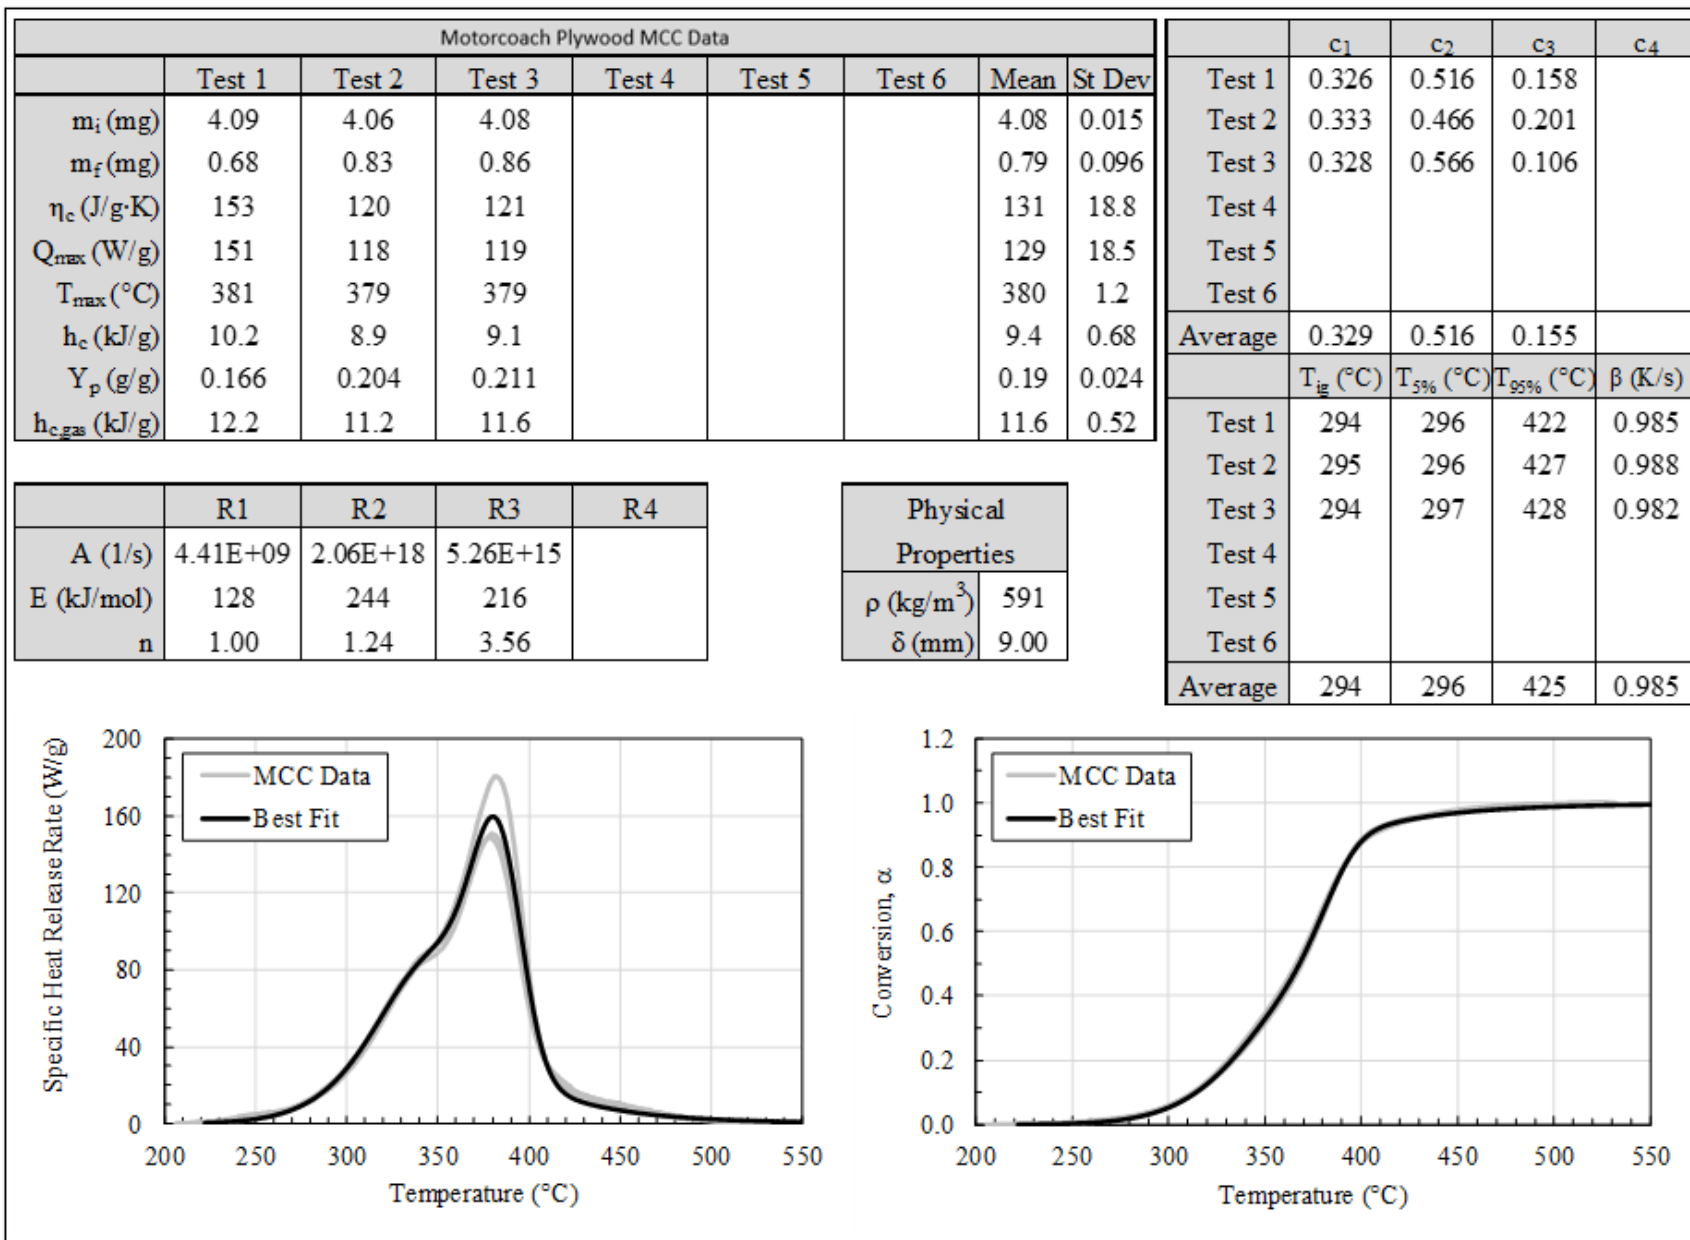 Motorcoach Plywood MCC Data
Test 1 Test 2 Test 3 Test 4 Test 5 Test 6 Mean St Dev
mi (mg) 4.09 4.06 4.08 4.08 0.015
mf (mg) 0.68 0.83 0.86 0.79 0.096
ηc (J/g·K) 153 120 121 131 18.8
Qmax (W/g) 151 118 119 129 18.5
Tmax (°C) 381 379 379 380 1.2
hc (kJ/g) 10.2 8.9 9.1 9.4 0.68
Yp (g/g) 0.166 0.204 0.211 0.19 0.024
hc,gas (kJ/g) 12.2 11.2 11.6 11.6 0.52
c1 c2 c3 c4
Test 1 0.326 0.516 0.158
Test 2 0.333 0.466 0.201
Test 3 0.328 0.566 0.106
Test 4
Test 5
Test 6
Average 0.329 0.516 0.155
Tig (°C) T5% (°C) T95% (°C) β (K/s)
Test 1 294 296 422 0.985
Test 2 295 296 427 0.988
Test 3 294 297 428 0.982
Test 4
Test 5
Test 6
Average 294 296 425 0.985
R1 R2 R3 R4
A (1/s) 4.41E+09 2.06E+18 5.26E+15
E (kJ/mol) 128 244 216
n 1.00 1.24 3.56
Physical
Properties
ρ (kg/m³) 591
δ (mm) 9.00
Specific Heat Release Rate (W/g)
200
160
120
80
40
0
MCC Data
Best Fit
200 250 300 350 400 450 500 550
Temperature (°C)
Conversion, α
1.2
1.0
0.8
0.6
0.4
0.2
0.0
MCC Data
Best Fit
200 250 300 350 400 450 500 550
Temperature (°C)